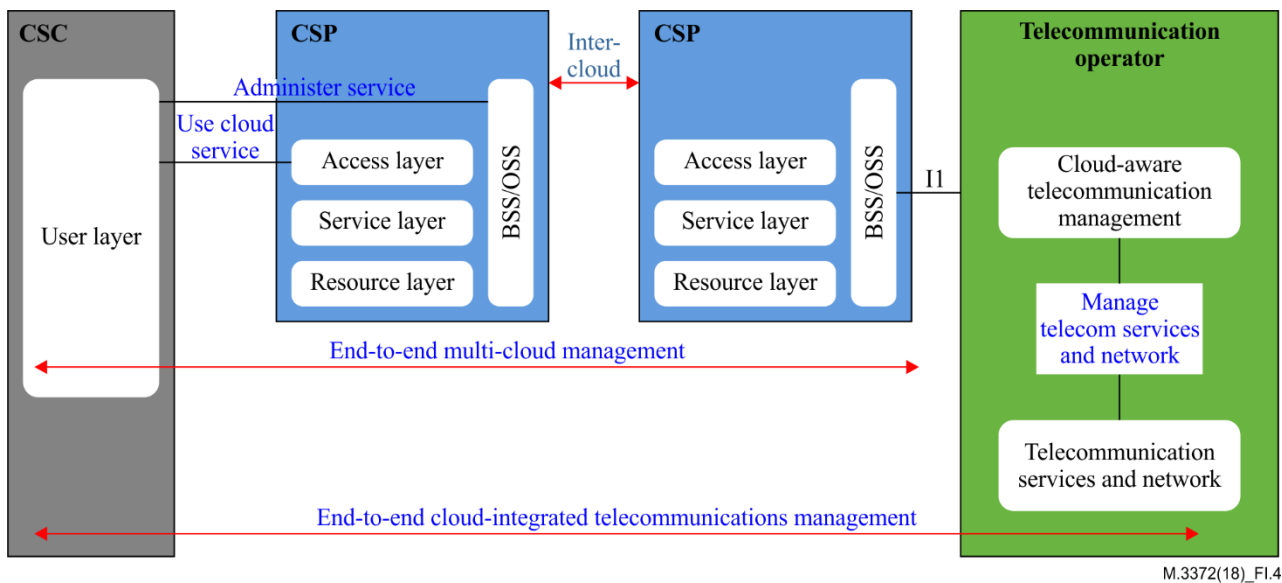 CSC
CSP
CSP
Telecommunication
operator
Inter-
cloud
Administer service
Use cloud
service
User layer
Access layer
Service layer
Resource layer
BSS/OSS
Access layer
Service layer
Resource layer
BSS/OSS
I1
Cloud-aware
telecommunication
management
Manage
telecom services
and network
Telecommunication
services and network
End-to-end multi-cloud management
End-to-end cloud-integrated telecommunications management
M.3372(18)_FI.4